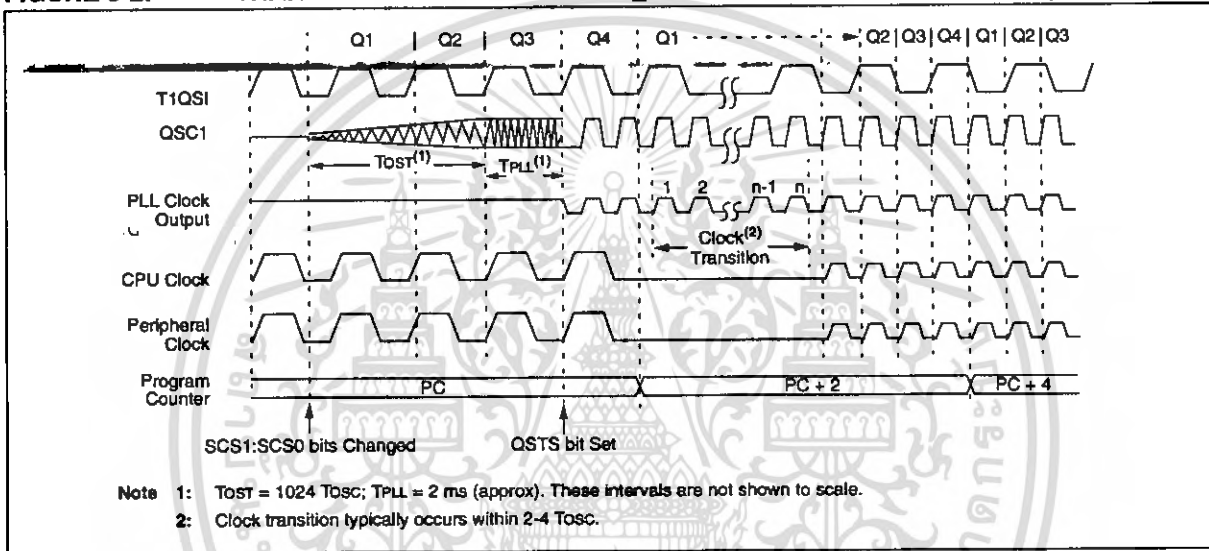 Q1 | Q2 | Q3 | Q4 | Q1 Q2 | Q3 | Q4 | Q1 | Q2 | Q3
T1QSI
QSC1
TOST(1)
TPLL(1)
PLL Clock
Output
1 2 n-1 n
Clock(2)
Transition
CPU Clock
Peripheral
Clock
Program
Counter
PC
PC + 2
PC + 4
SCS1:SCS0 bits Changed
QSTS bit Set
Note 1: TOST = 1024 TOSC; TPLL = 2 ms (approx). These intervals are not shown to scale.
2: Clock transition typically occurs within 2-4 TOSC.